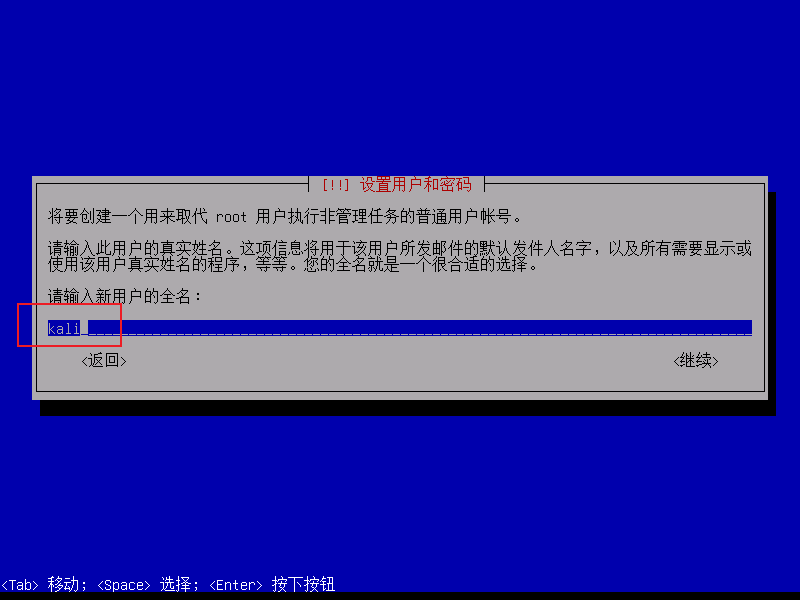 [!!] 设置用户和密码
将要创建一个用来取代 root 用户执行非管理任务的普通用户帐号。
请输入此用户的真实姓名。这项信息将用于该用户所发邮件的默认发件人名字，以及所有需要显示或
使用该用户真实姓名的程序，等等。您的全名就是一个很合适的选择。
请输入新用户的全名：
kali
<返回> <继续>
<Tab> 移动; <Space> 选择; <Enter> 按下按钮